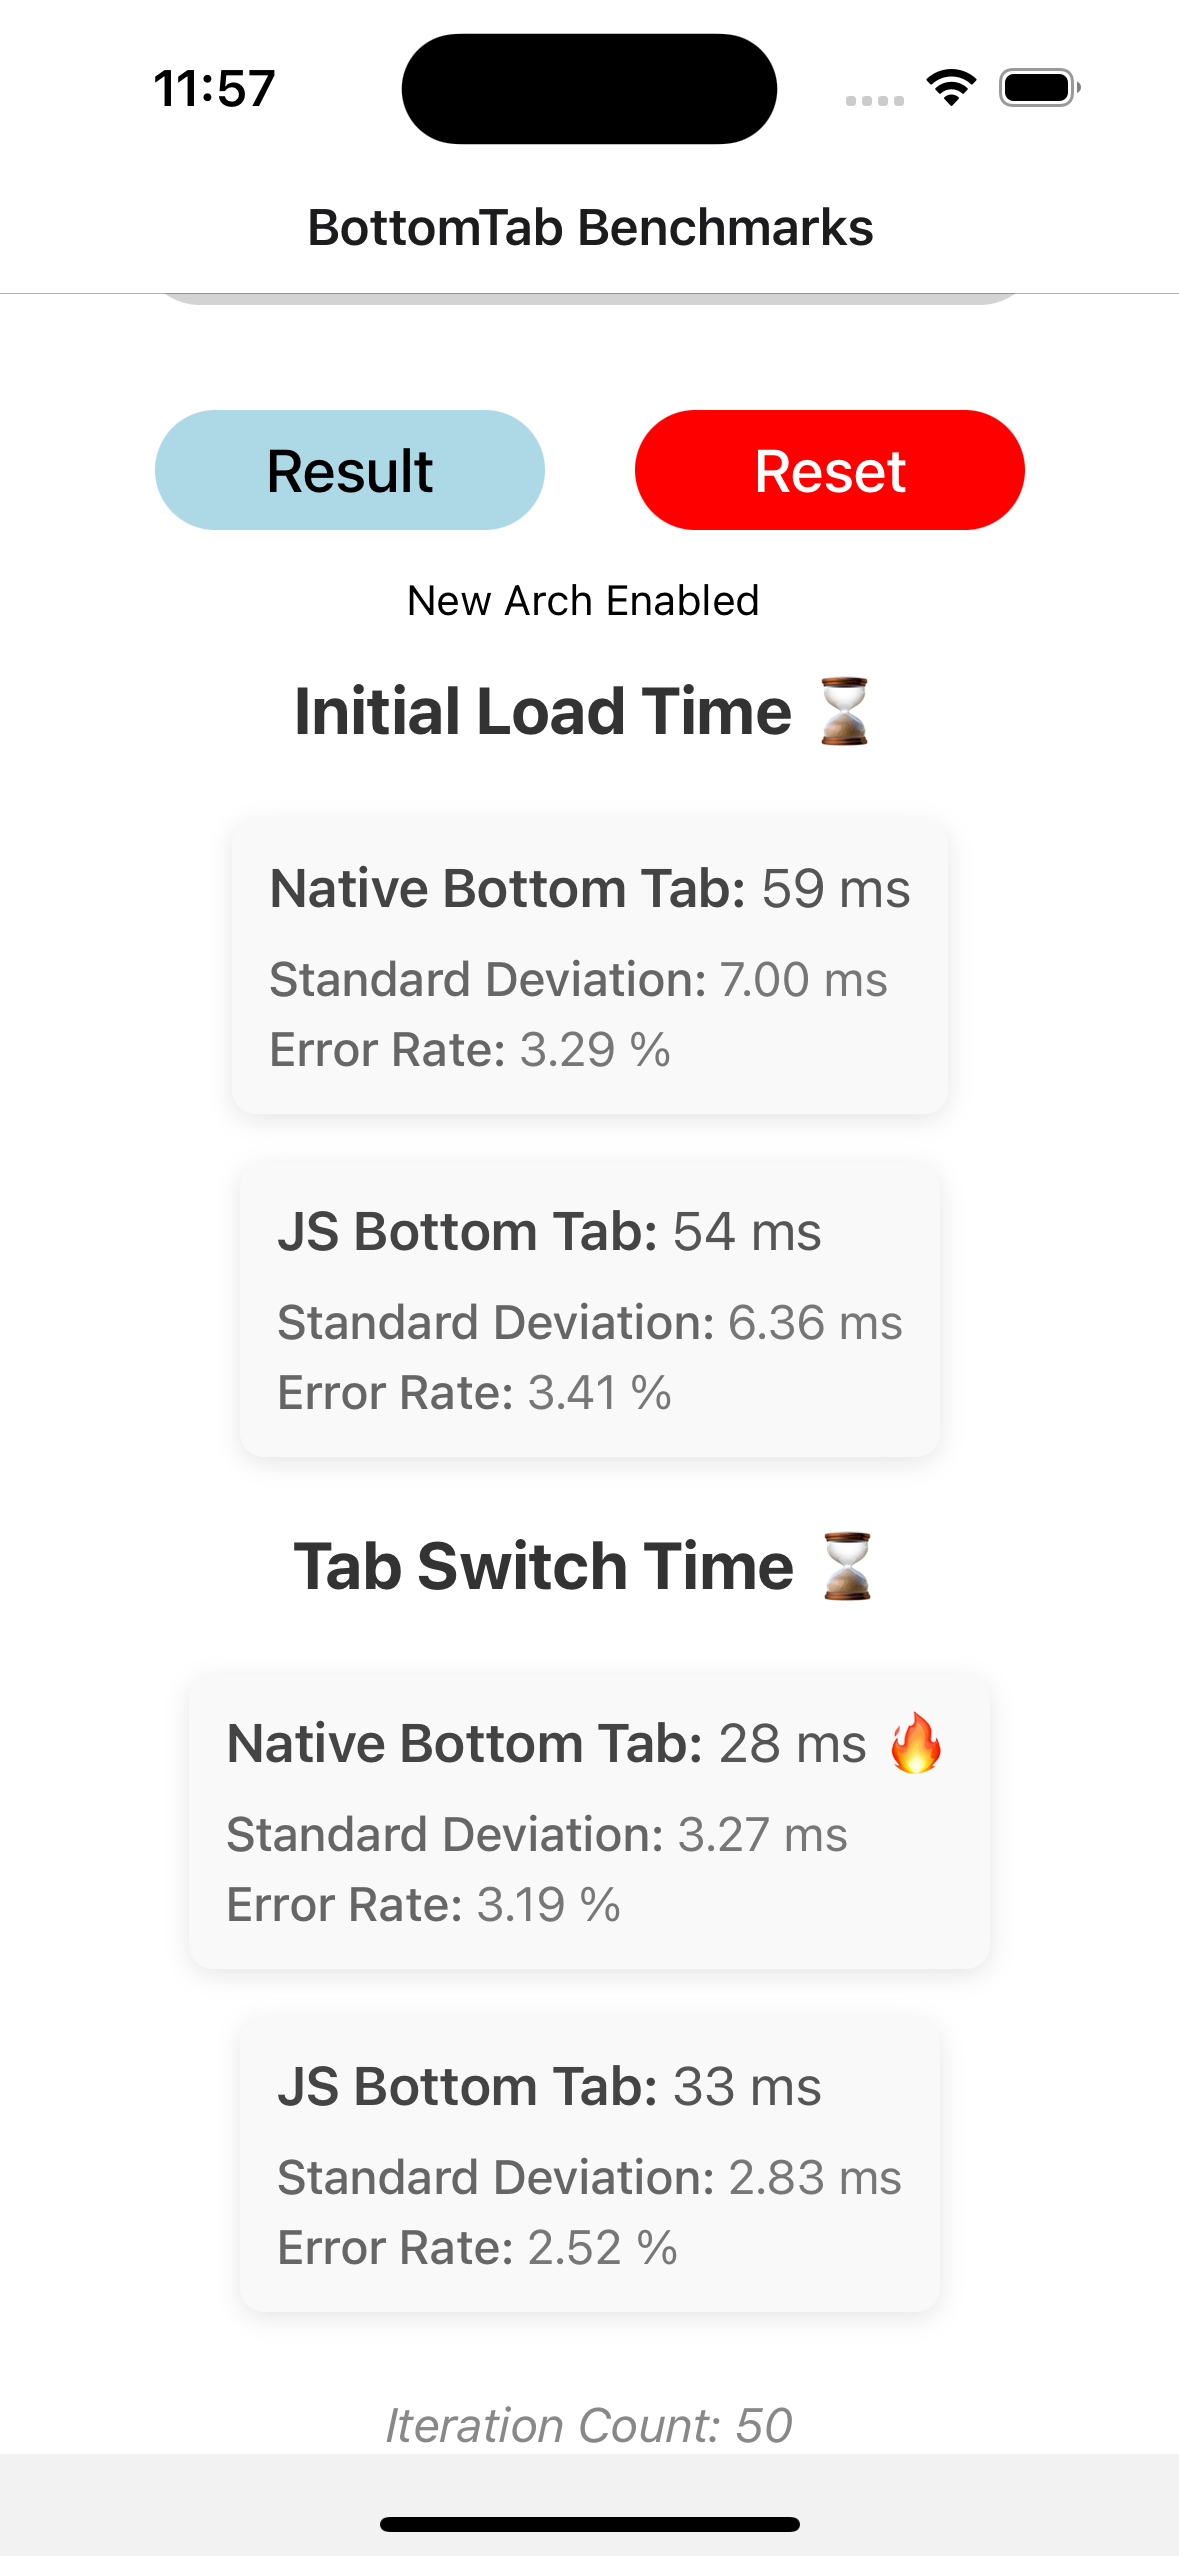 11:57
BottomTab Benchmarks
Result
Reset
New Arch Enabled
Initial Load Time ⏳
Native Bottom Tab: 59 ms
Standard Deviation: 7.00 ms
Error Rate: 3.29 %
JS Bottom Tab: 54 ms
Standard Deviation: 6.36 ms
Error Rate: 3.41 %
Tab Switch Time ⏳
Native Bottom Tab: 28 ms 🔥
Standard Deviation: 3.27 ms
Error Rate: 3.19 %
JS Bottom Tab: 33 ms
Standard Deviation: 2.83 ms
Error Rate: 2.52 %
Iteration Count: 50